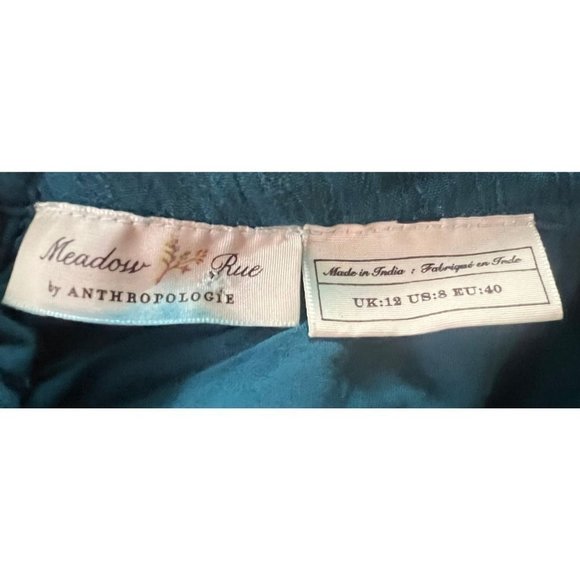 Meadow Rue
by ANTHROPOLOGIE
Made in India : Fabriqué en Inde
UK:12 US:8 EU:40